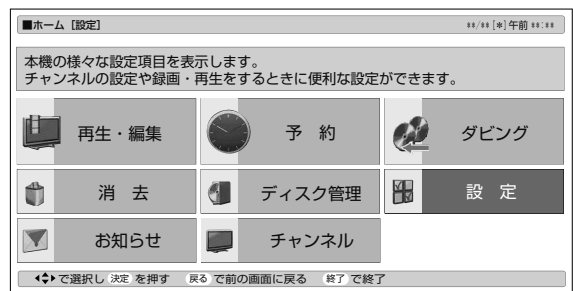 ■ホーム【設定】 **/**[*]午前**:**
本機の様々な設定項目を表示します。
チャンネルの設定や録画・再生をするときに便利な設定ができます。
再生・編集 予 約 ダビング
消 去 ディスク管理 設 定
お知らせ チャンネル
で選択し 決定 を押す 戻る で前の画面に戻る 終了 で終了